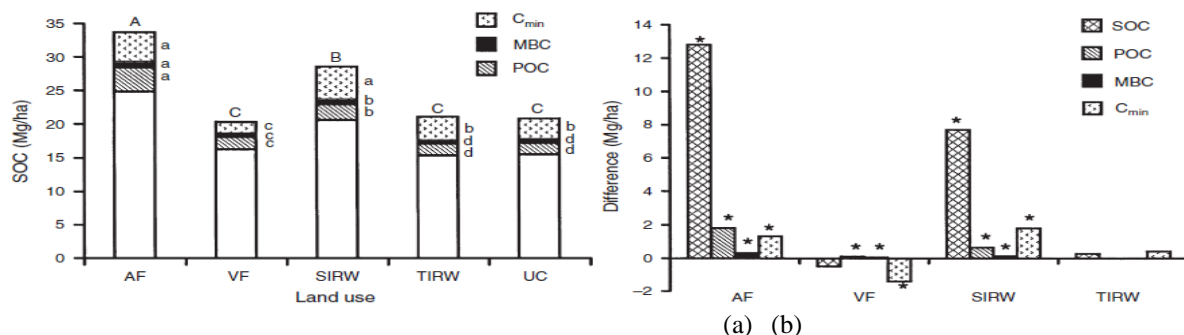 35
30
25
20
15
10
5
0
SOC (Mg/ha)
A
a
a
a
C
c
c
c
B
a
b
b
C
b
d
d
C
b
d
d
C min
MBC
POC
AF VF SIRW TIRW UC
Land use
14
12
10
8
6
4
2
0
−2
Difference (Mg/ha)
*
*
*
*
* *
*
*
* *
*
SOC
POC
MBC
C min
AF VF SIRW TIRW
(a) (b)